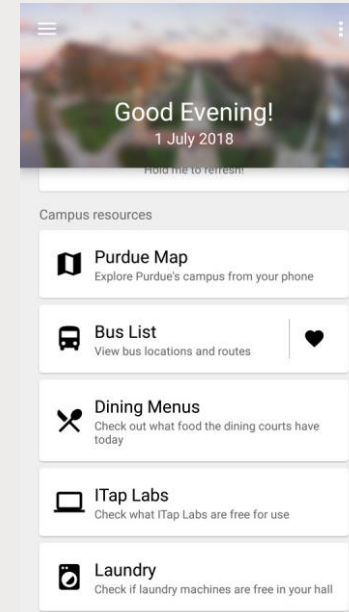 Good Evening!
1 July 2018
Hold me to refresh!
Campus resources
Purdue Map
Explore Purdue's campus from your phone
Bus List
View bus locations and routes
Dining Menus
Check out what food the dining courts have
today
ITap Labs
Check what ITap Labs are free for use
Laundry
Check if laundry machines are free in your hall